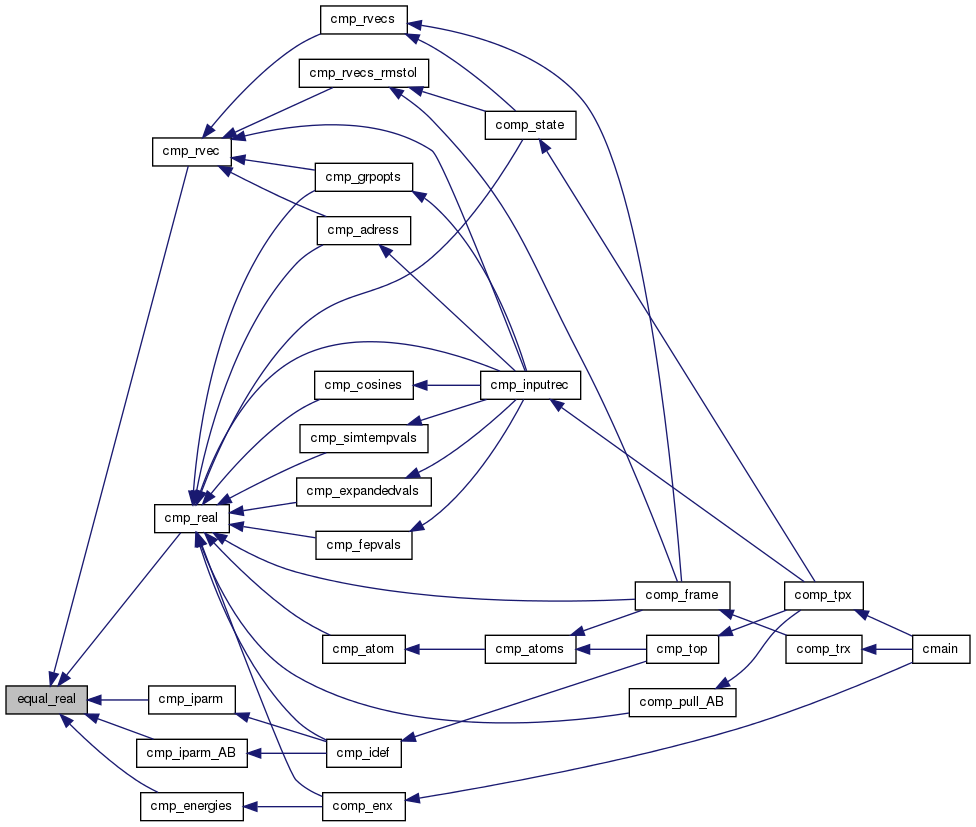 cmp_rvecs
cmp_rvecs_rmstol
comp_state
cmp_rvec
cmp_grpopts
cmp_adress
cmp_cosines
cmp_inputrec
cmp_simtempvals
cmp_expandedvals
cmp_real
cmp_fepvals
comp_frame
comp_tpx
cmp_atom
cmp_atoms
cmp_top
comp_trx
cmain
equal_real
cmp_iparm
comp_pull_AB
cmp_iparm_AB
cmp_idef
cmp_energies
comp_enx